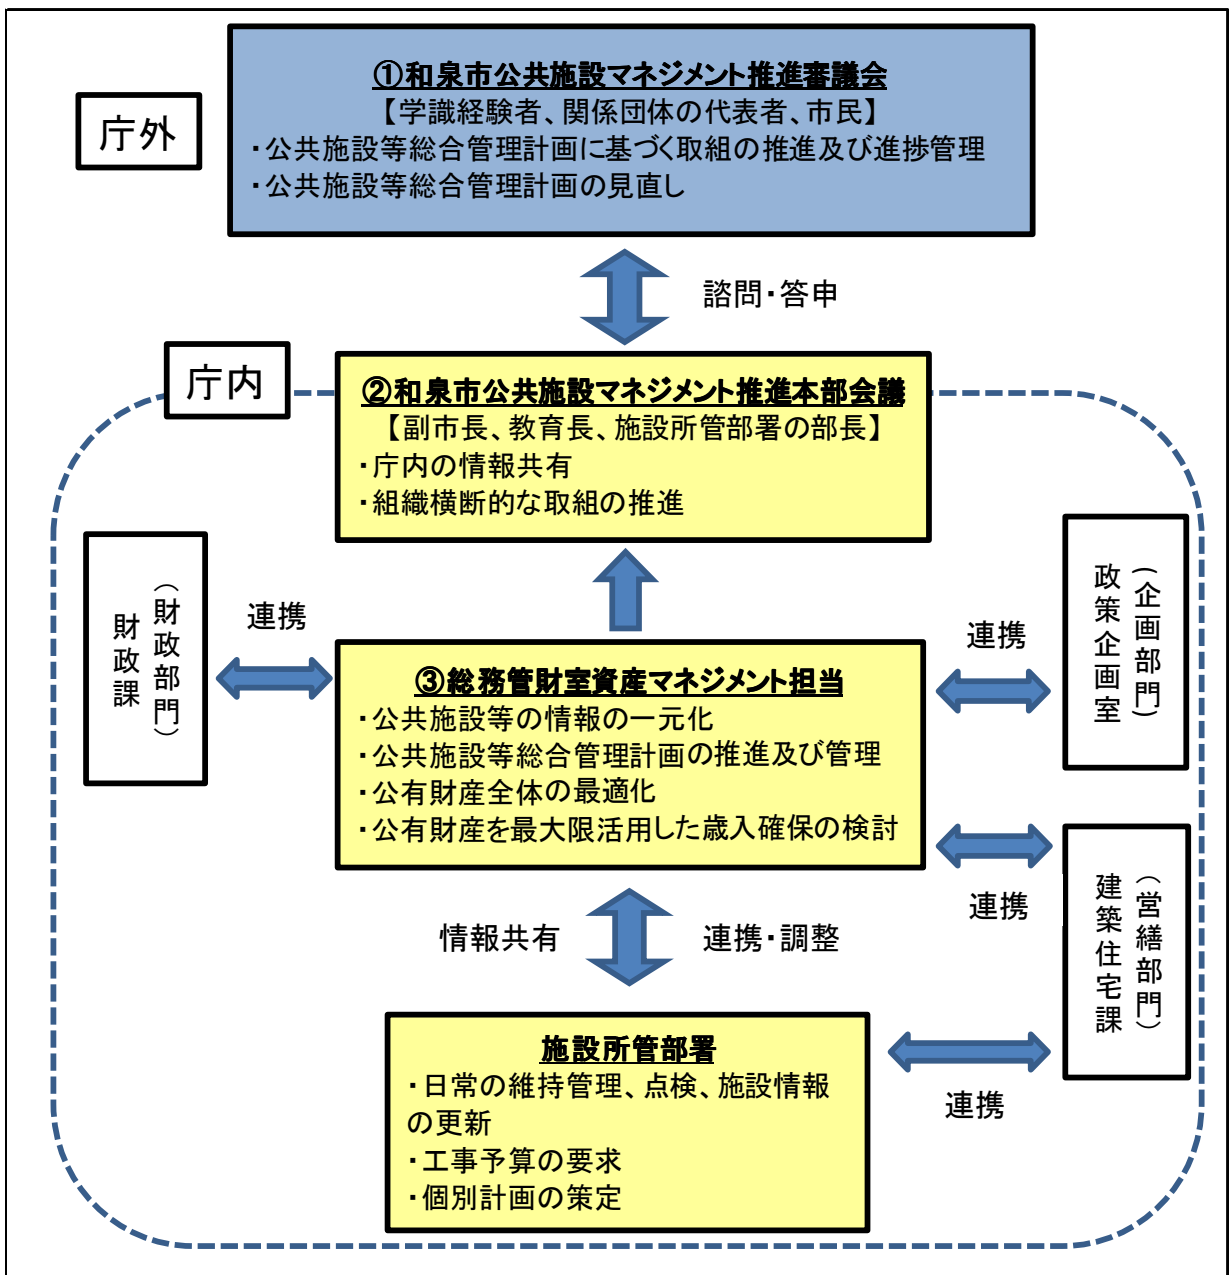 ①和泉市公共施設マネジメント推進審議会
【学識経験者、関係団体の代表者、市民】
・公共施設等総合管理計画に基づく取組の推進及び進捗管理
・公共施設等総合管理計画の見直し
庁外
諮問・答申
庁内
②和泉市公共施設マネジメント推進本部会議
【副市長、教育長、施設所管部署の部長】
・庁内の情報共有
・組織横断的な取組の推進
(財政部門)
財政課
連携
③総務管財室資産マネジメント担当
・公共施設等の情報の一元化
・公共施設等総合管理計画の推進及び管理
・公有財産全体の最適化
・公有財産を最大限活用した歳入確保の検討
連携
(企画部門)
政策企画室
連携
(営繕部門)
建築住宅課
情報共有
連携・調整
施設所管部署
・日常の維持管理、点検、施設情報
の更新
・工事予算の要求
・個別計画の策定
連携